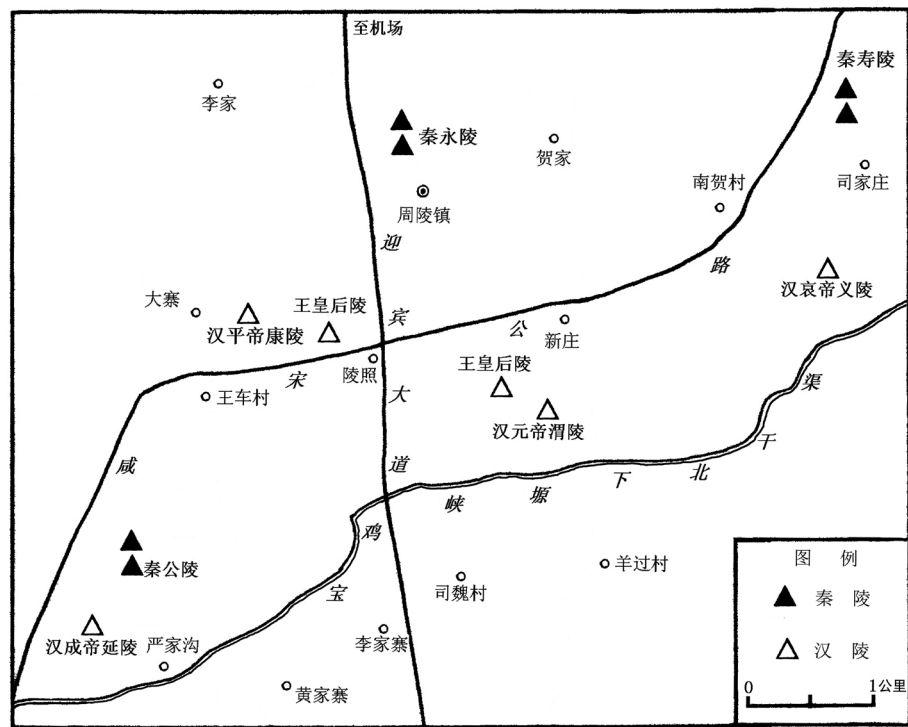 至机场
秦寿陵
李家
秦永陵
贺家
司家庄
南贺村
周陵镇
迎宾大道
汉哀帝义陵
大寨
王皇后陵
汉平帝康陵
咸宋公路
新庄
陵照
王皇后陵
王车村
汉元帝渭陵
宝鸡峡塬下北干渠
秦公陵
司魏村
羊过村
汉成帝延陵
严家沟
李家寨
黄家寨
图 例
秦 陵
汉 陵
0 1公里